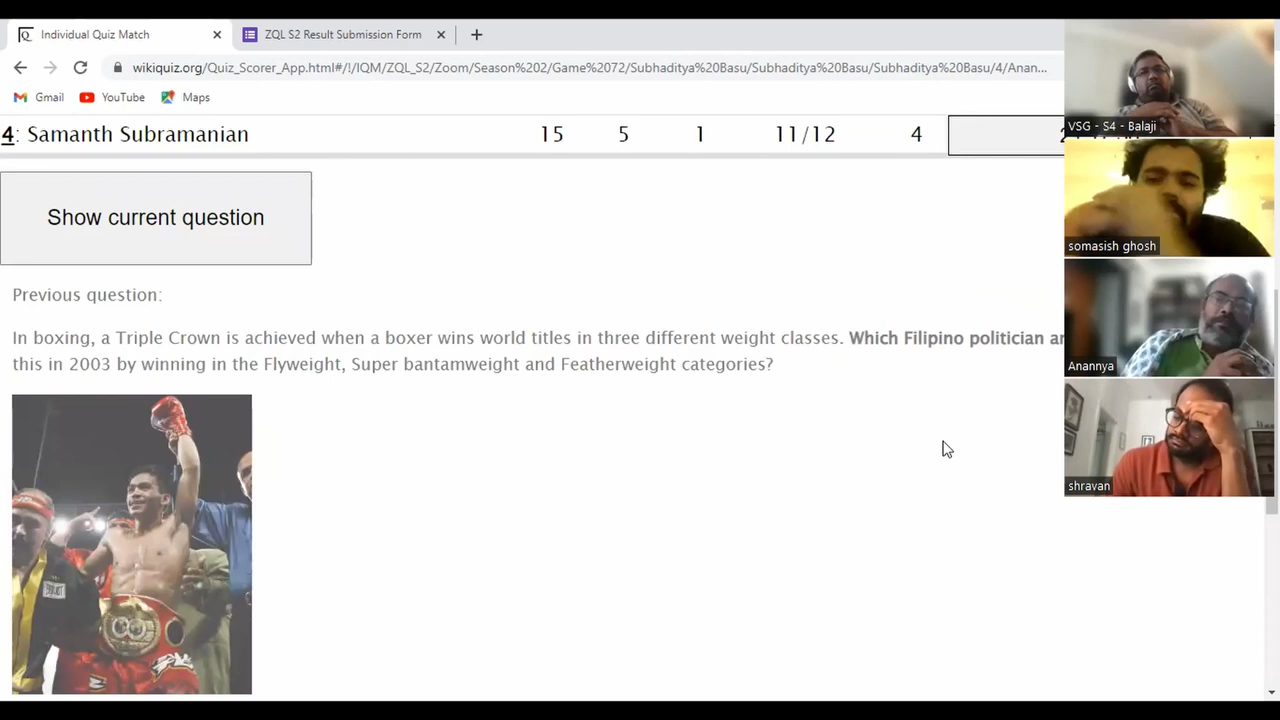 Individual Quiz Match
ZQL S2 Result Submission Form
wikiquiz.org/Quiz_Scorer_App.html#/I/IQM/ZQL_S2/Zoom/Season%202/Game%2072/Subhaditya%20Basu/Subhaditya%20Basu/Subhaditya%20Basu/4/Anan...
Gmail YouTube Maps
4: Samanth Subramanian 15 5 1 11/12 4
Show current question
Previous question:
In boxing, a Triple Crown is achieved when a boxer wins world titles in three different weight classes. Which Filipino politician
this in 2003 by winning in the Flyweight, Super bantamweight and Featherweight categories?
VSG - S4 - Balaji
somasish ghosh
Anannya
shravan